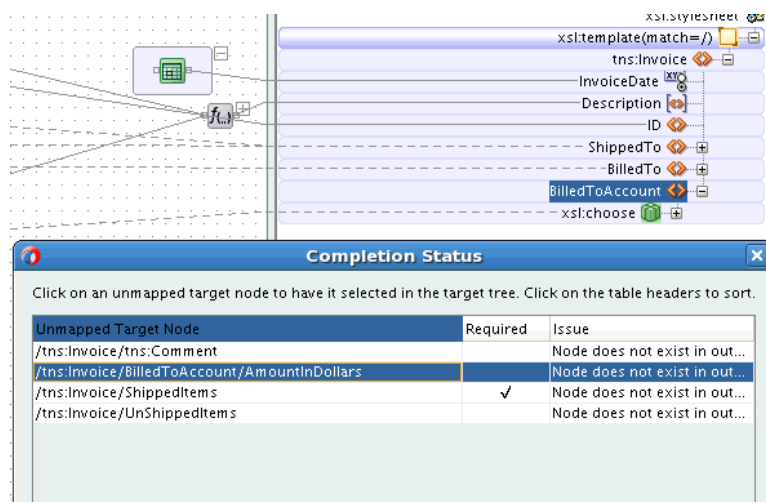 xsl:stylesheet
xsl:template(match=/)
tns:Invoice
InvoiceDate
Description
f(..)
ID
ShippedTo
BilledTo
BilledToAccount
xsl:choose
Completion Status
Click on an unmapped target node to have it selected in the target tree. Click on the table headers to sort.
Unmapped Target Node Required Issue
/tns:Invoice/tns:Comment Node does not exist in out...
/tns:Invoice/BilledToAccount/AmountInDollars Node does not exist in out...
/tns:Invoice/ShippedItems ✓ Node does not exist in out...
/tns:Invoice/UnShippedItems Node does not exist in out...